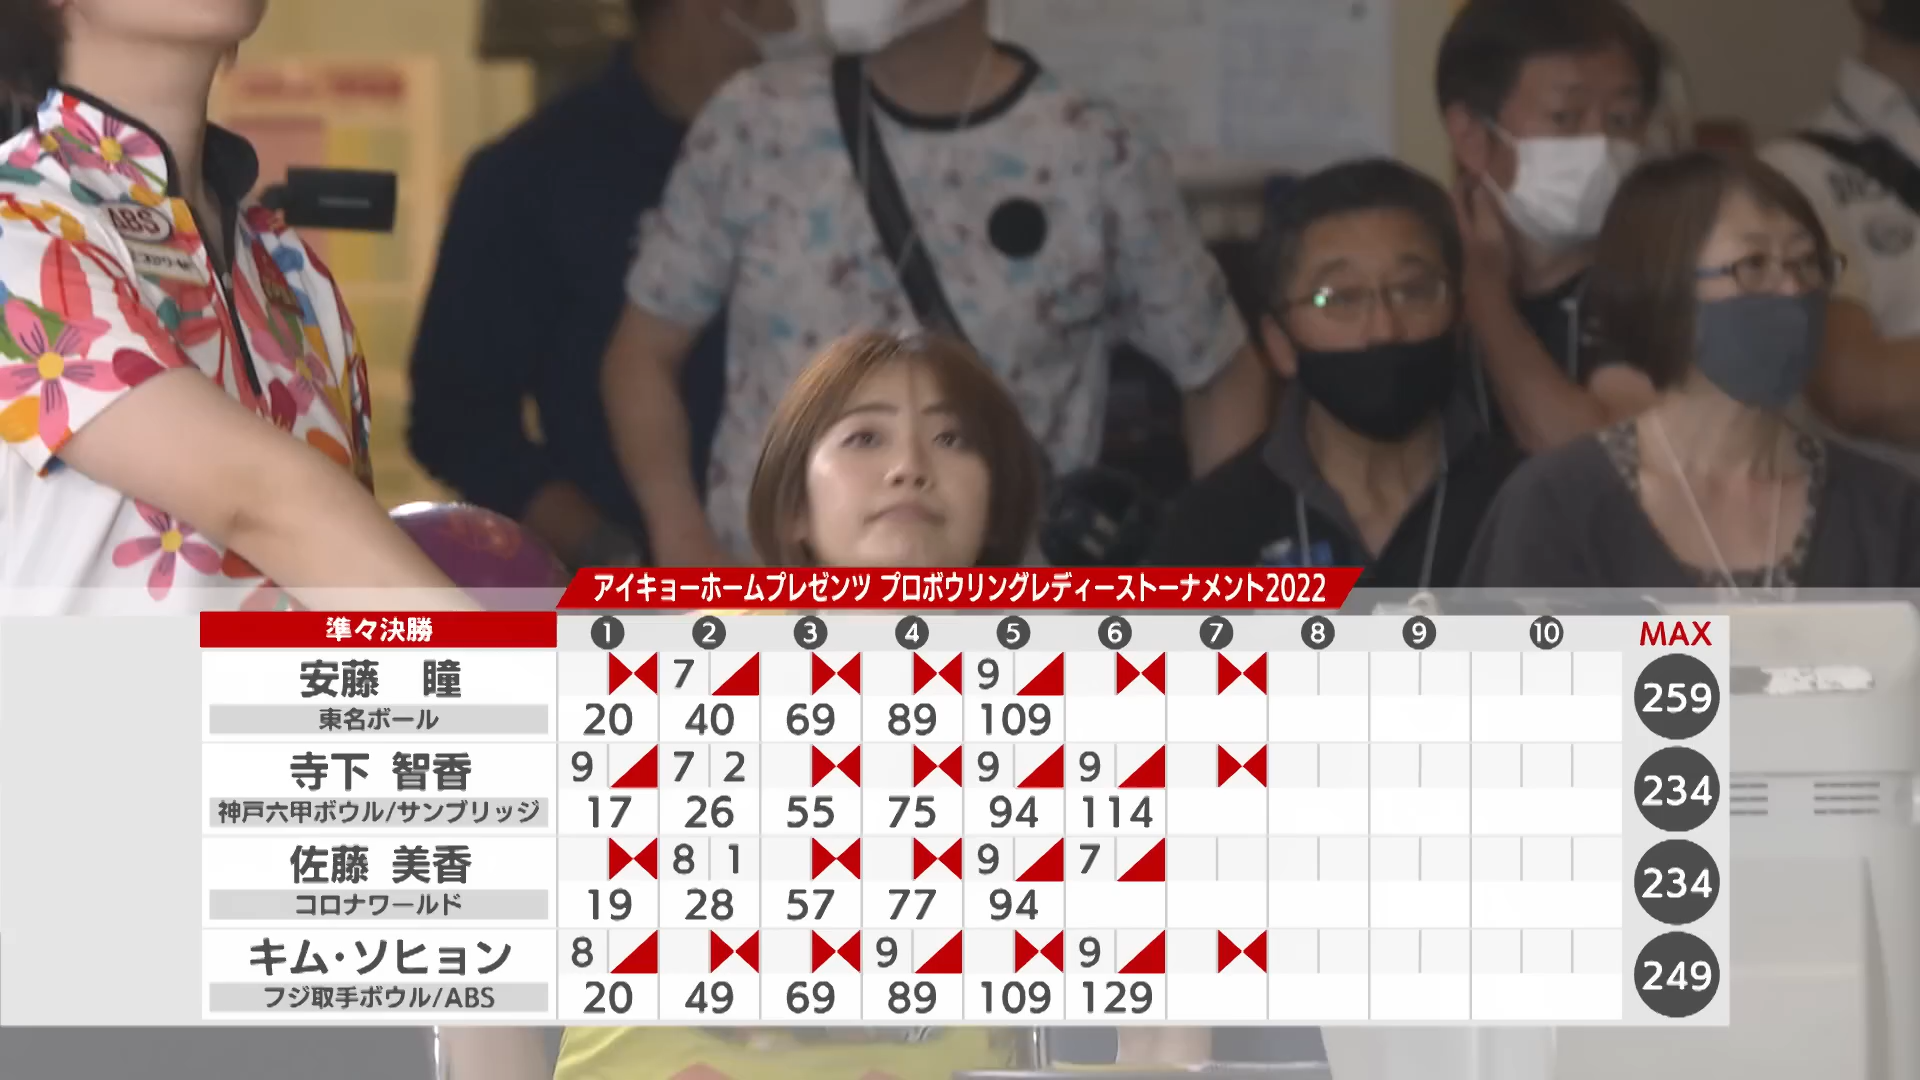 ABS
アイキョーホームプレゼンツ プロボウリングレディーストーナメント2022
準々決勝 1 2 3 4 5 6 7 8 9 10 MAX
安藤 瞳 7 9
東名ボール 20 40 69 89 109 259
寺下 智香 9 7 2 9 9
神戸六甲ボウル/サンブリッジ 17 26 55 75 94 114 234
佐藤 美香 8 1 9 7
コロナワールド 19 28 57 77 94 234
キム・ソヒョン 8 9 9
フジ取手ボウル/ABS 20 49 69 89 109 129 249